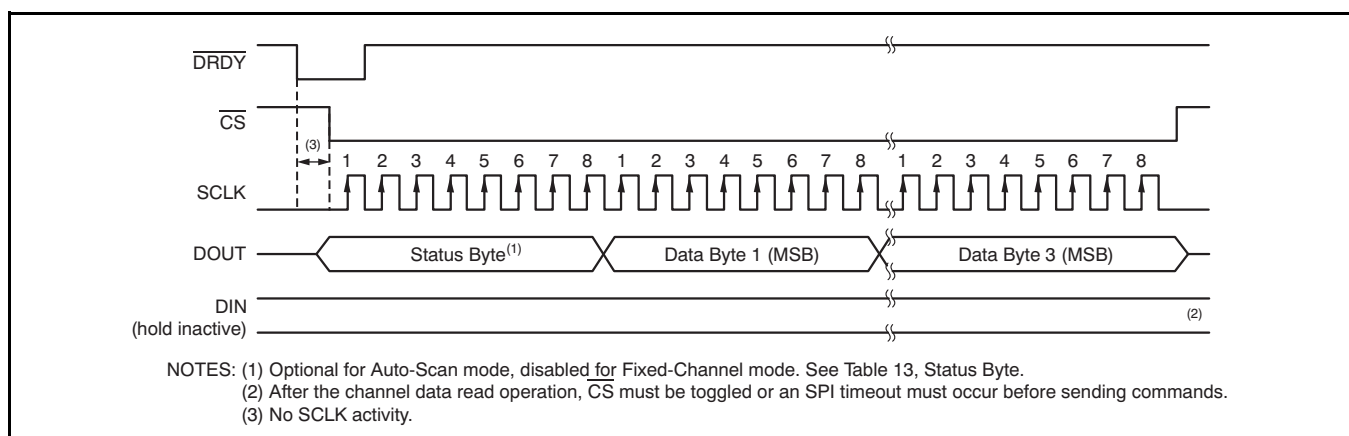 DRDY
CS
(3)
1 2 3 4 5 6 7 8 1 2 3 4 5 6 7 8 1 2 3 4 5 6 7 8
SCLK
DOUT Status Byte(1) Data Byte 1 (MSB) Data Byte 3 (MSB)
DIN
(hold inactive)
(2)
NOTES: (1) Optional for Auto-Scan mode, disabled for Fixed-Channel mode. See Table 13, Status Byte.
(2) After the channel data read operation, CS must be toggled or an SPI timeout must occur before sending commands.
(3) No SCLK activity.